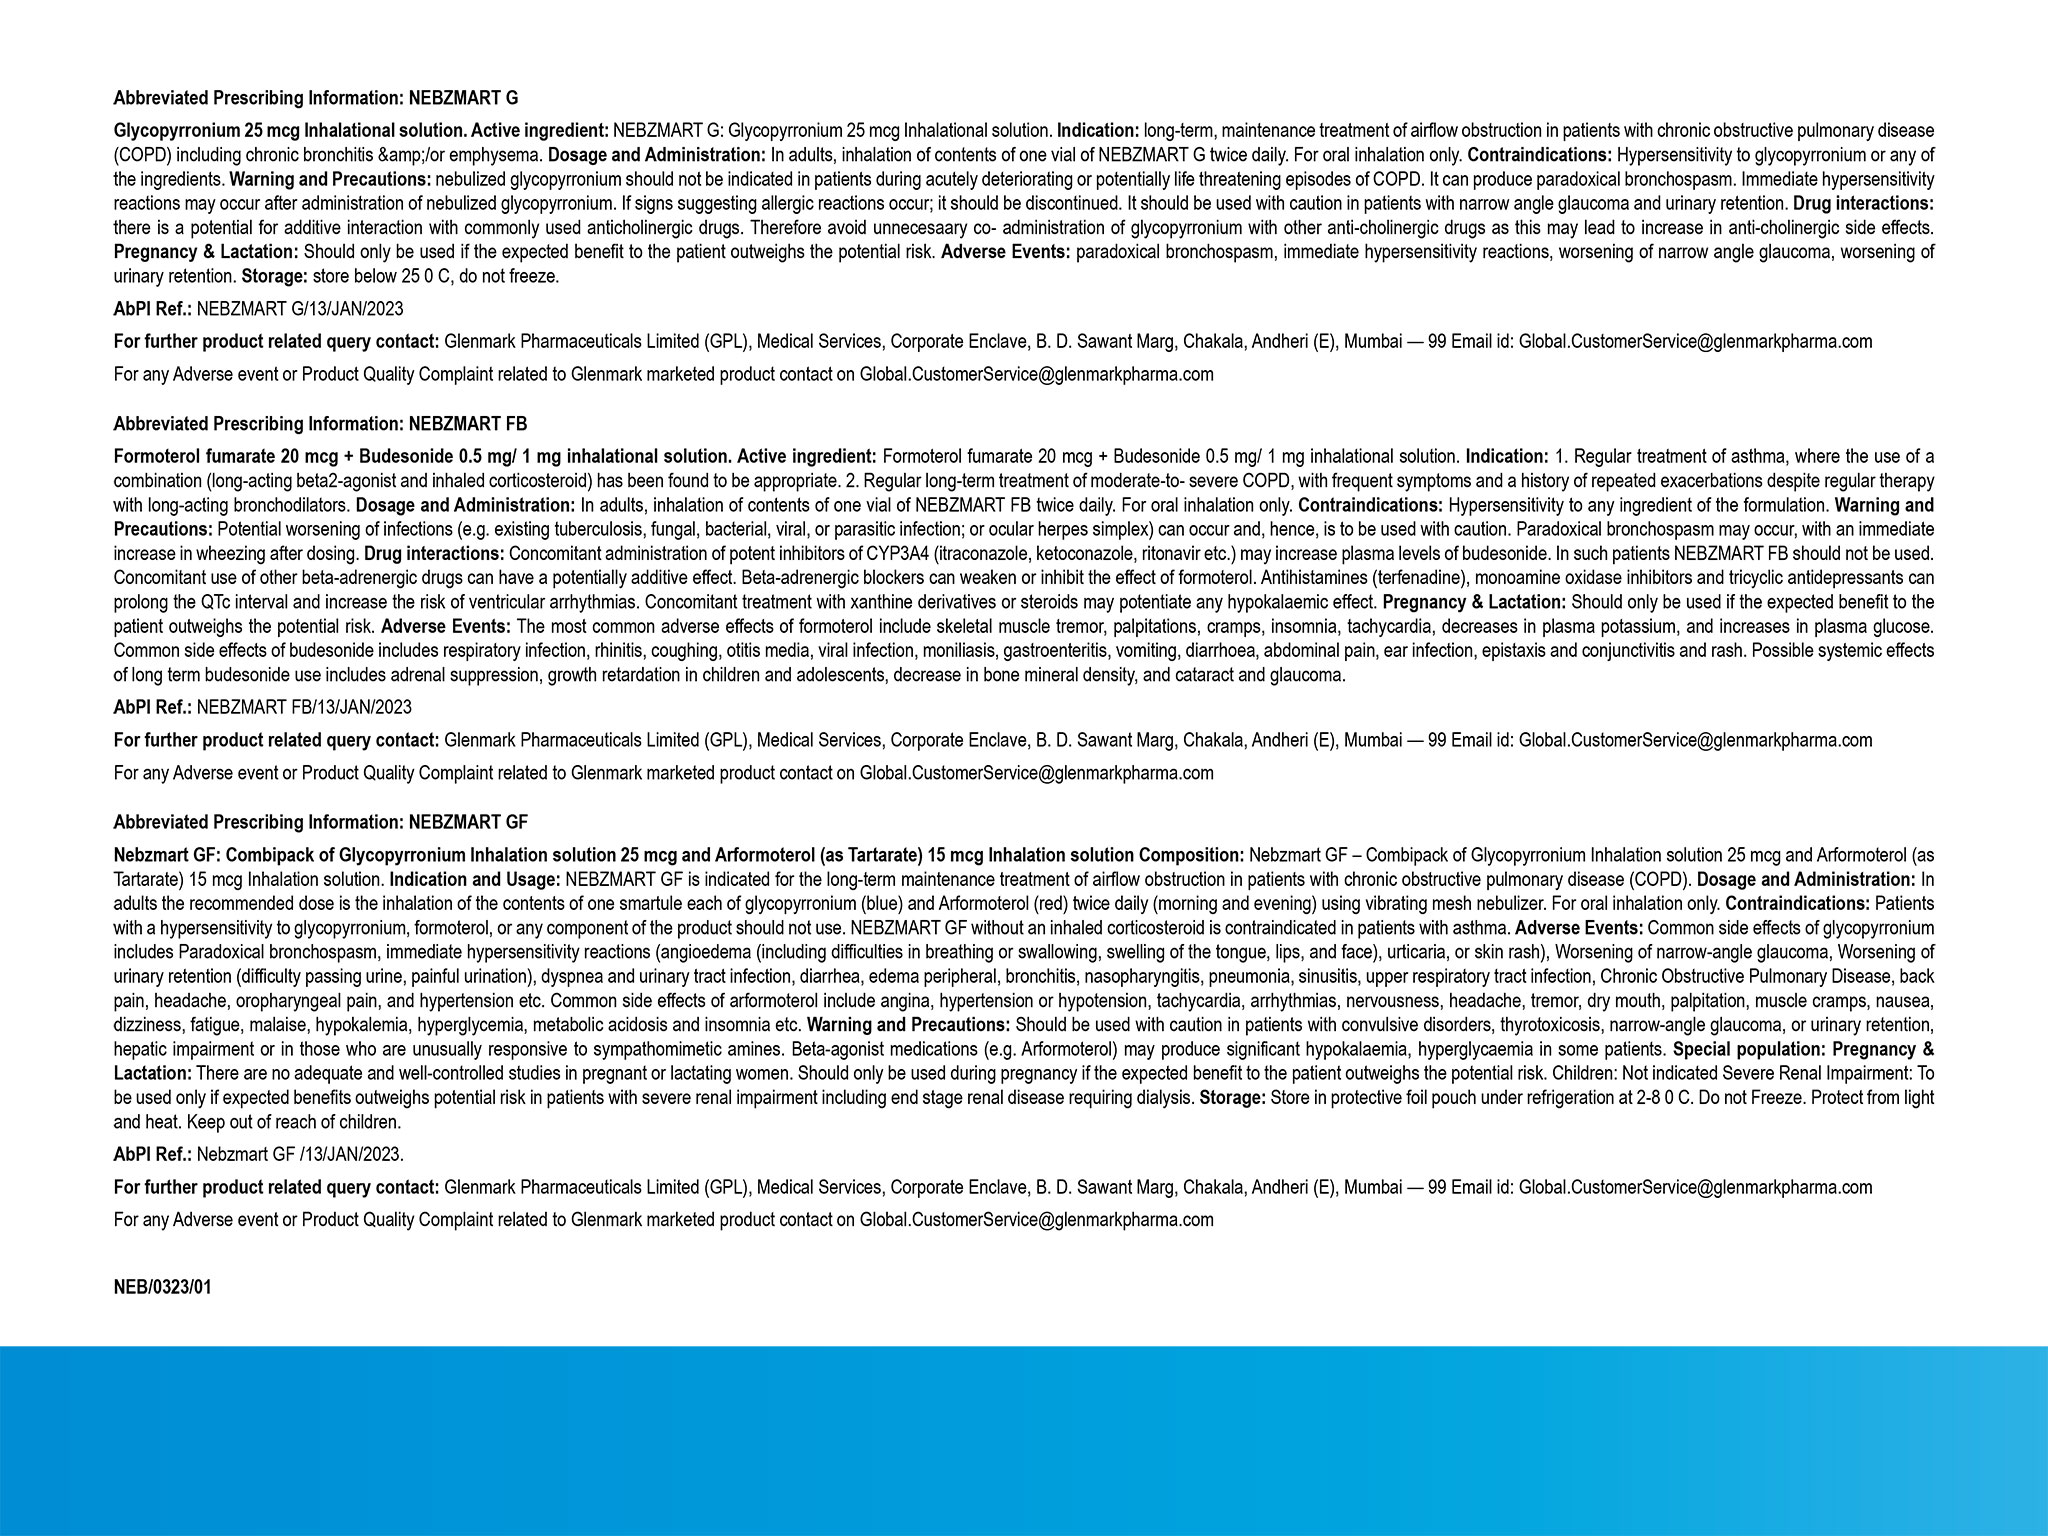 Abbreviated Prescribing Information: NEBZMART G
Glycopyrronium 25 mcg Inhalational solution. Active ingredient: NEBZMART G: Glycopyrronium 25 mcg Inhalational solution. Indication: long-term, maintenance treatment of airflow obstruction in patients with chronic obstructive pulmonary disease
(COPD) including chronic bronchitis &amp;/or emphysema. Dosage and Administration: In adults, inhalation of contents of one vial of NEBZMART G twice daily. For oral inhalation only. Contraindications: Hypersensitivity to glycopyrronium or any of
the ingredients. Warning and Precautions: nebulized glycopyrronium should not be indicated in patients during acutely deteriorating or potentially life threatening episodes of COPD. It can produce paradoxical bronchospasm. Immediate hypersensitivity
reactions may occur after administration of nebulized glycopyrronium. If signs suggesting allergic reactions occur; it should be discontinued. It should be used with caution in patients with narrow angle glaucoma and urinary retention. Drug interactions:
there is a potential for additive interaction with commonly used anticholinergic drugs. Therefore avoid unnecesaary co- administration of glycopyrronium with other anti-cholinergic drugs as this may lead to increase in anti-cholinergic side effects.
Pregnancy & Lactation: Should only be used if the expected benefit to the patient outweighs the potential risk. Adverse Events: paradoxical bronchospasm, immediate hypersensitivity reactions, worsening of narrow angle glaucoma, worsening of
urinary retention. Storage: store below 25 0 C, do not freeze.
AbPI Ref.: NEBZMART G/13/JAN/2023
For further product related query contact: Glenmark Pharmaceuticals Limited (GPL), Medical Services, Corporate Enclave, B. D. Sawant Marg, Chakala, Andheri (E), Mumbai — 99 Email id: Global.CustomerService@glenmarkpharma.com
For any Adverse event or Product Quality Complaint related to Glenmark marketed product contact on Global.CustomerService@glenmarkpharma.com
Abbreviated Prescribing Information: NEBZMART FB
Formoterol fumarate 20 mcg + Budesonide 0.5 mg/ 1 mg inhalational solution. Active ingredient: Formoterol fumarate 20 mcg + Budesonide 0.5 mg/ 1 mg inhalational solution. Indication: 1. Regular treatment of asthma, where the use of a
combination (long-acting beta2-agonist and inhaled corticosteroid) has been found to be appropriate. 2. Regular long-term treatment of moderate-to- severe COPD, with frequent symptoms and a history of repeated exacerbations despite regular therapy
with long-acting bronchodilators. Dosage and Administration: In adults, inhalation of contents of one vial of NEBZMART FB twice daily. For oral inhalation only. Contraindications: Hypersensitivity to any ingredient of the formulation. Warning and
Precautions: Potential worsening of infections (e.g. existing tuberculosis, fungal, bacterial, viral, or parasitic infection; or ocular herpes simplex) can occur and, hence, is to be used with caution. Paradoxical bronchospasm may occur, with an immediate
increase in wheezing after dosing. Drug interactions: Concomitant administration of potent inhibitors of CYP3A4 (itraconazole, ketoconazole, ritonavir etc.) may increase plasma levels of budesonide. In such patients NEBZMART FB should not be used.
Concomitant use of other beta-adrenergic drugs can have a potentially additive effect. Beta-adrenergic blockers can weaken or inhibit the effect of formoterol. Antihistamines (terfenadine), monoamine oxidase inhibitors and tricyclic antidepressants can
prolong the QTc interval and increase the risk of ventricular arrhythmias. Concomitant treatment with xanthine derivatives or steroids may potentiate any hypokalaemic effect. Pregnancy & Lactation: Should only be used if the expected benefit to the
patient outweighs the potential risk. Adverse Events: The most common adverse effects of formoterol include skeletal muscle tremor, palpitations, cramps, insomnia, tachycardia, decreases in plasma potassium, and increases in plasma glucose.
Common side effects of budesonide includes respiratory infection, rhinitis, coughing, otitis media, viral infection, moniliasis, gastroenteritis, vomiting, diarrhoea, abdominal pain, ear infection, epistaxis and conjunctivitis and rash. Possible systemic effects
of long term budesonide use includes adrenal suppression, growth retardation in children and adolescents, decrease in bone mineral density, and cataract and glaucoma.
AbPI Ref.: NEBZMART FB/13/JAN/2023
For further product related query contact: Glenmark Pharmaceuticals Limited (GPL), Medical Services, Corporate Enclave, B. D. Sawant Marg, Chakala, Andheri (E), Mumbai — 99 Email id: Global.CustomerService@glenmarkpharma.com
For any Adverse event or Product Quality Complaint related to Glenmark marketed product contact on Global.CustomerService@glenmarkpharma.com
Abbreviated Prescribing Information: NEBZMART GF
Nebzmart GF: Combipack of Glycopyrronium Inhalation solution 25 mcg and Arformoterol (as Tartarate) 15 mcg Inhalation solution Composition: Nebzmart GF – Combipack of Glycopyrronium Inhalation solution 25 mcg and Arformoterol (as
Tartarate) 15 mcg Inhalation solution. Indication and Usage: NEBZMART GF is indicated for the long-term maintenance treatment of airflow obstruction in patients with chronic obstructive pulmonary disease (COPD). Dosage and Administration: In
adults the recommended dose is the inhalation of the contents of one smartule each of glycopyrronium (blue) and Arformoterol (red) twice daily (morning and evening) using vibrating mesh nebulizer. For oral inhalation only. Contraindications: Patients
with a hypersensitivity to glycopyrronium, formoterol, or any component of the product should not use. NEBZMART GF without an inhaled corticosteroid is contraindicated in patients with asthma. Adverse Events: Common side effects of glycopyrronium
includes Paradoxical bronchospasm, immediate hypersensitivity reactions (angioedema (including difficulties in breathing or swallowing, swelling of the tongue, lips, and face), urticaria, or skin rash), Worsening of narrow-angle glaucoma, Worsening of
urinary retention (difficulty passing urine, painful urination), dyspnea and urinary tract infection, diarrhea, edema peripheral, bronchitis, nasopharyngitis, pneumonia, sinusitis, upper respiratory tract infection, Chronic Obstructive Pulmonary Disease, back
pain, headache, oropharyngeal pain, and hypertension etc. Common side effects of arformoterol include angina, hypertension or hypotension, tachycardia, arrhythmias, nervousness, headache, tremor, dry mouth, palpitation, muscle cramps, nausea,
dizziness, fatigue, malaise, hypokalemia, hyperglycemia, metabolic acidosis and insomnia etc. Warning and Precautions: Should be used with caution in patients with convulsive disorders, thyrotoxicosis, narrow-angle glaucoma, or urinary retention,
hepatic impairment or in those who are unusually responsive to sympathomimetic amines. Beta-agonist medications (e.g. Arformoterol) may produce significant hypokalaemia, hyperglycaemia in some patients. Special population: Pregnancy &
Lactation: There are no adequate and well-controlled studies in pregnant or lactating women. Should only be used during pregnancy if the expected benefit to the patient outweighs the potential risk. Children: Not indicated Severe Renal Impairment: To
be used only if expected benefits outweighs potential risk in patients with severe renal impairment including end stage renal disease requiring dialysis. Storage: Store in protective foil pouch under refrigeration at 2-8 0 C. Do not Freeze. Protect from light
and heat. Keep out of reach of children.
AbPI Ref.: Nebzmart GF /13/JAN/2023.
For further product related query contact: Glenmark Pharmaceuticals Limited (GPL), Medical Services, Corporate Enclave, B. D. Sawant Marg, Chakala, Andheri (E), Mumbai — 99 Email id: Global.CustomerService@glenmarkpharma.com
For any Adverse event or Product Quality Complaint related to Glenmark marketed product contact on Global.CustomerService@glenmarkpharma.com
NEB/0323/01